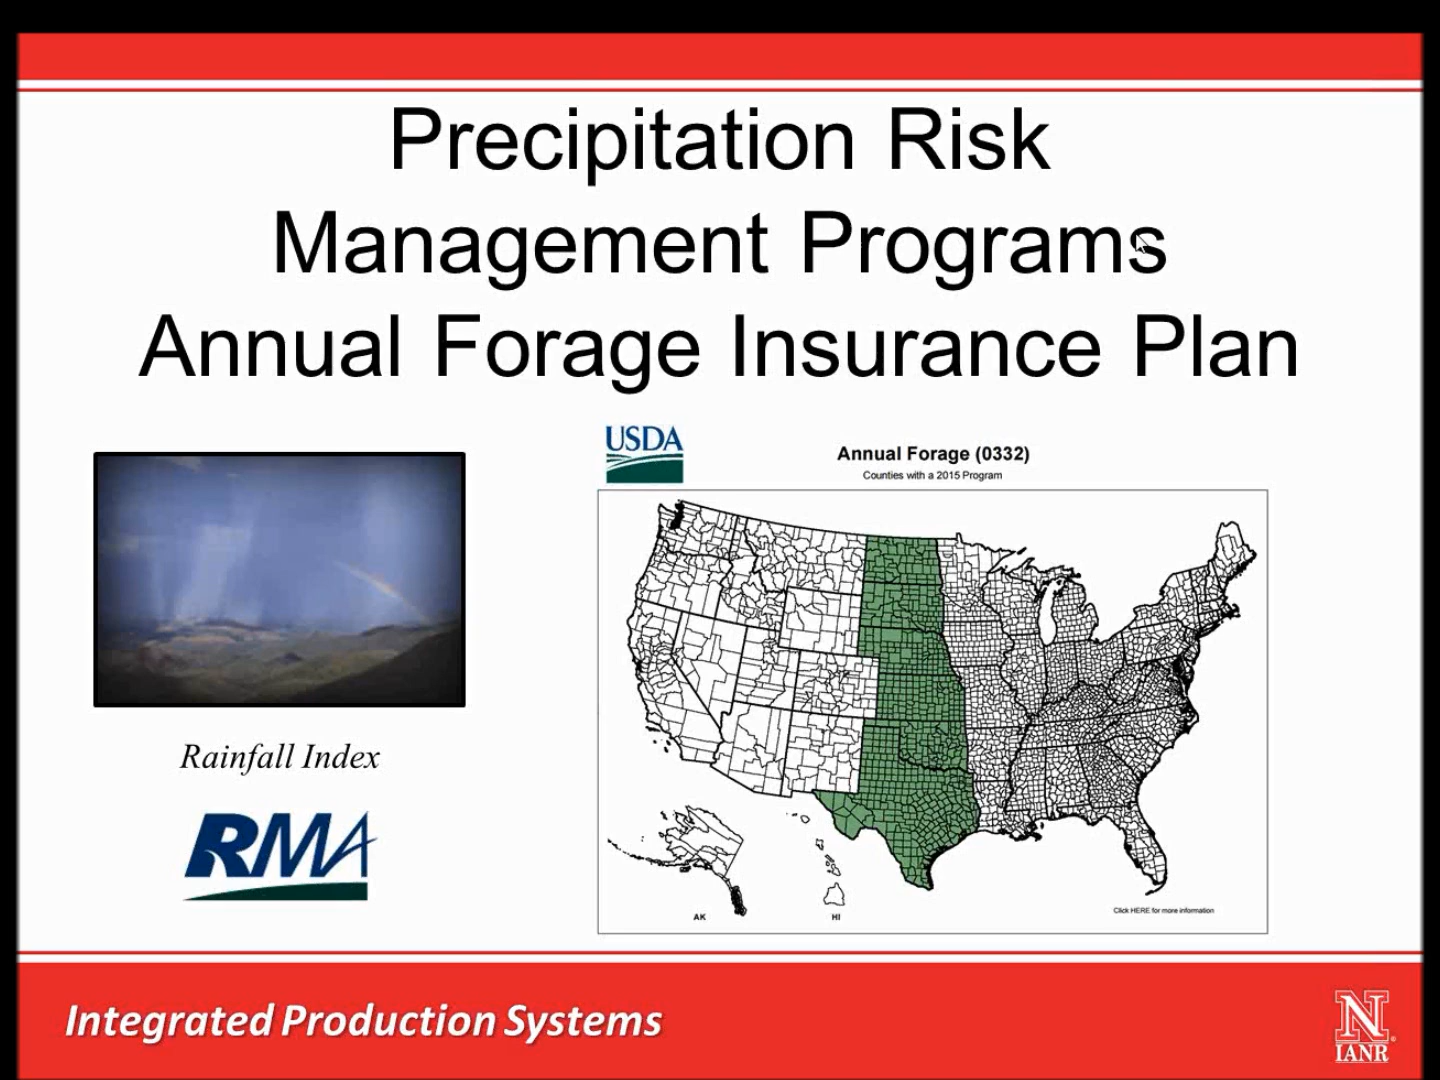 Precipitation Risk
Management Programs
Annual Forage Insurance Plan
USDA
Annual Forage (0332)
Counties with a 2015 Program
Rainfall Index
RMA
AK
HI
Click HERE for more information
Integrated Production Systems
N
IANR